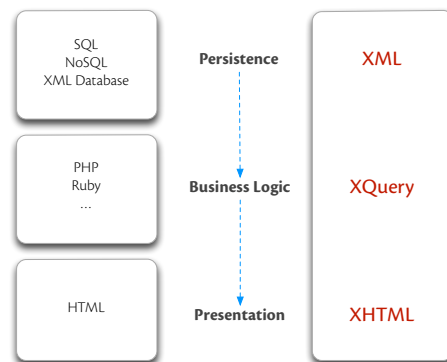 SQL
NoSQL
XML Database
Persistence
XML
PHP
Ruby
...
Business Logic
XQuery
HTML
Presentation
XHTML